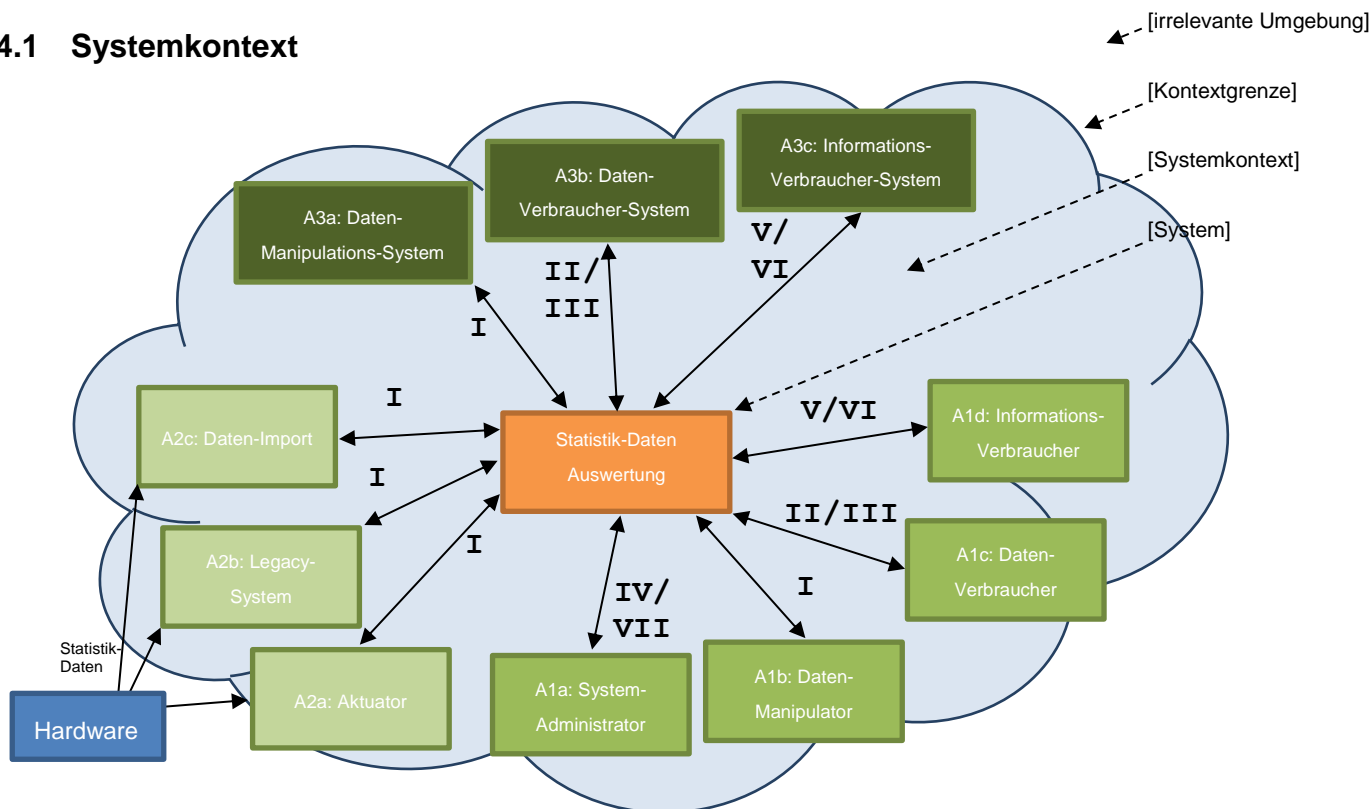 4.1 Systemkontext
[irrelevante Umgebung]
[Kontextgrenze]
[Systemkontext]
[System]
A3c: Informations-
Verbraucher-System
A3b: Daten-
Verbraucher-System
A3a: Daten-
Manipulations-System
V/
VI
II/
III
I
I
A2c: Daten-Import
Statistik-Daten
Auswertung
V/VI
A1d: Informations-
Verbraucher
I
II/III
A1c: Daten-
Verbraucher
A2b: Legacy-
System
I
IV/
VII
I
Statistik-
Daten
A2a: Aktuator
A1a: System-
Administrator
A1b: Daten-
Manipulator
Hardware